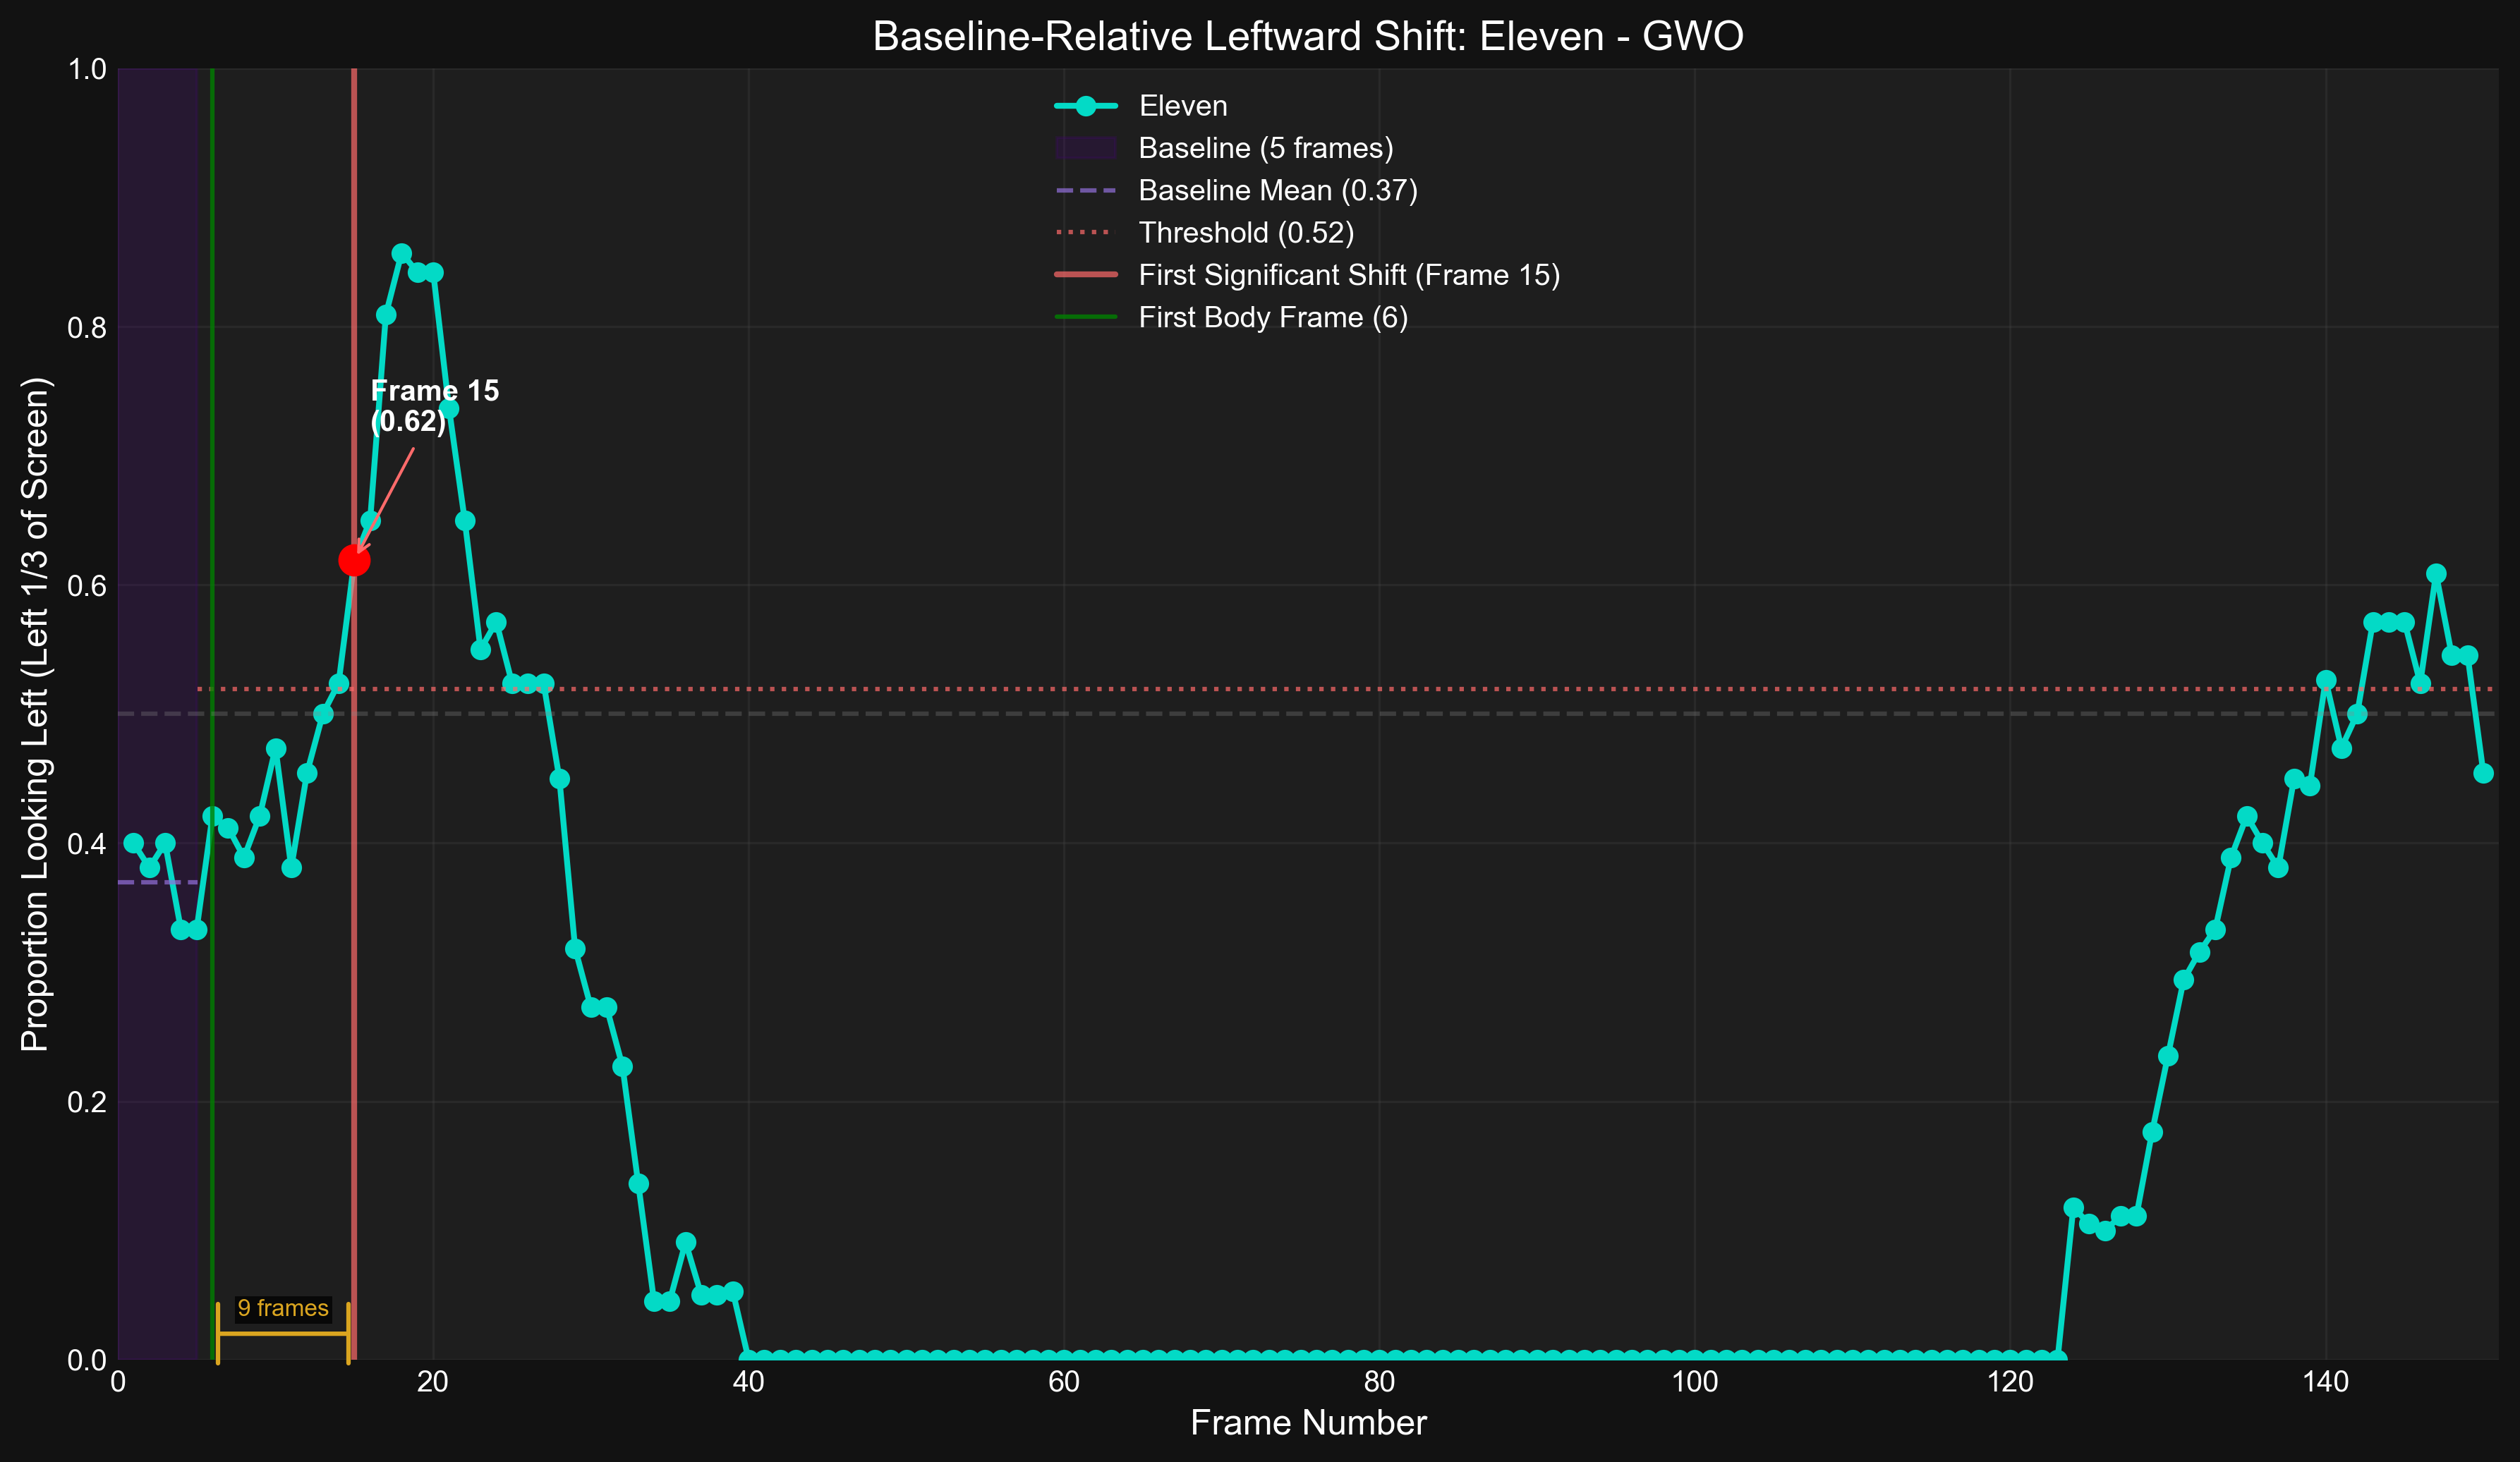 Baseline-Relative Leftward Shift: Eleven - GWO
Eleven
Baseline (5 frames)
Baseline Mean (0.37)
Threshold (0.52)
First Significant Shift (Frame 15)
First Body Frame (6)
Proportion Looking Left (Left 1/3 of Screen)
1.0
0.8
0.6
0.4
0.2
0.0
Frame 15
(0.62)
9 frames
0
20
40
60
80
100
120
140
Frame Number